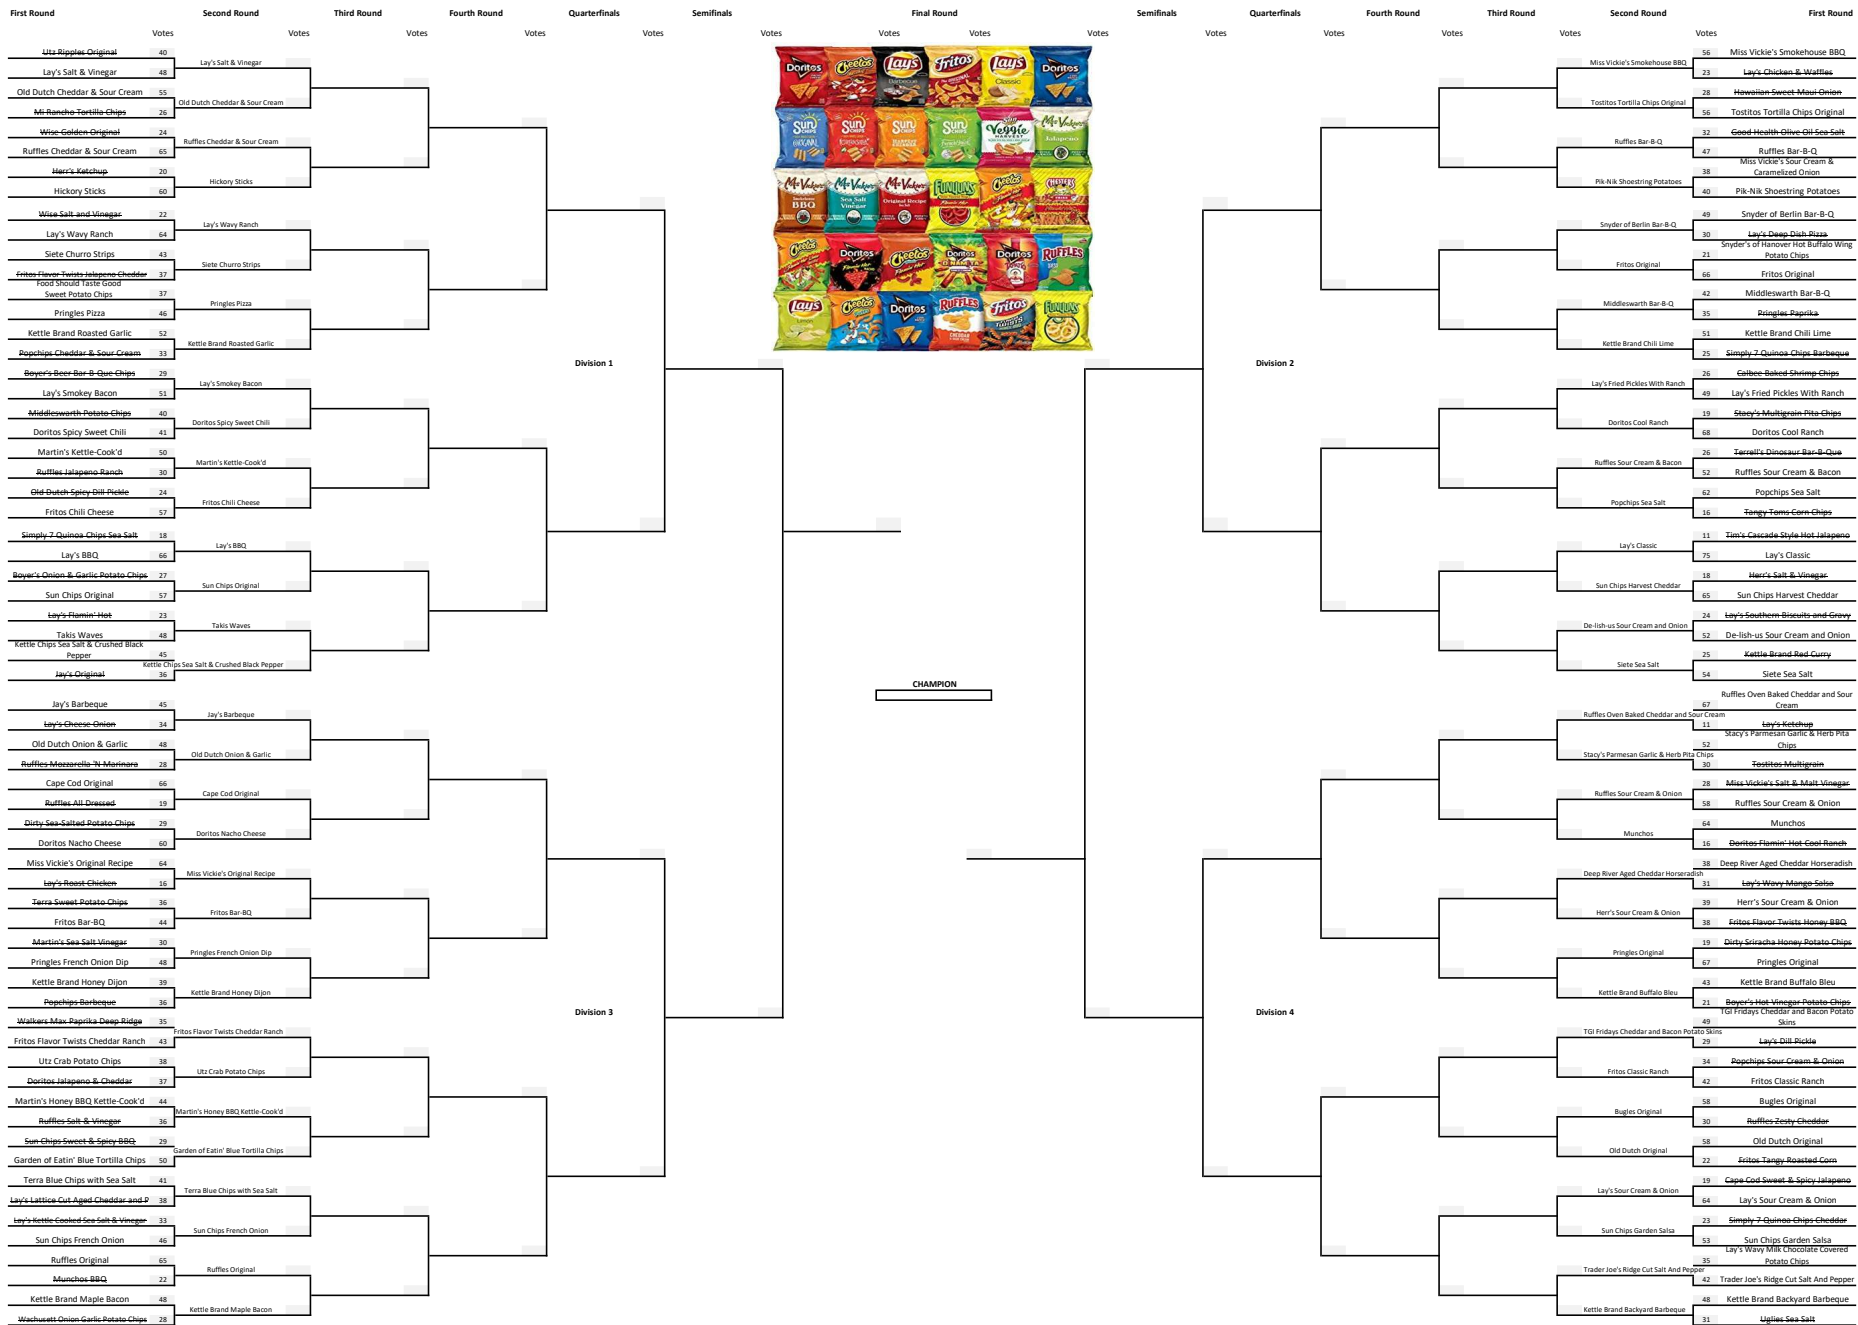 First Round Second Round Third Round Fourth Round Quarterfinals Semifinals Final Round Semifinals Quarterfinals Fourth Round Third Round Second Round First Round
Votes Votes Votes Votes Votes Votes Votes Votes Votes Votes Votes Votes Votes Votes
Utz Ripples Original 40
Lay's Salt & Vinegar 48
Old Dutch Cheddar & Sour Cream 55
Mi Rancho Tortilla Chips 26
Wise Golden Original 24
Ruffles Cheddar & Sour Cream 65
Herr's Ketchup 20
Hickory Sticks 60
Wise Salt and Vinegar 22
Lay's Wavy Ranch 64
Siete Churro Strips 43
Fritos Flavor Twists Jalapeno Cheddar 37
Food Should Taste Good
Sweet Potato Chips 37
Pringles Pizza 46
Kettle Brand Roasted Garlic 52
Popchips Cheddar & Sour Cream 33
Boyer's Beer Bar-B-Que Chips 29
Lay's Smokey Bacon 51
Middleswarth Potato Chips 40
Doritos Spicy Sweet Chili 41
Martin's Kettle-Cook'd 50
Ruffles Jalapeno Ranch 30
Old Dutch Spicy Dill Pickle 24
Fritos Chili Cheese 57
Simply 7 Quinoa Chips Sea Salt 18
Lay's BBQ 66
Boyer's Onion & Garlic Potato Chips 27
Sun Chips Original 57
Lay's Flamin' Hot 23
Takis Waves 48
Kettle Chips Sea Salt & Crushed Black
Pepper 45
Jay's Original 36
Jay's Barbeque 45
Lay's Cheese Onion 34
Old Dutch Onion & Garlic 48
Ruffles Mozzarella 'N Marinara 28
Cape Cod Original 66
Ruffles All Dressed 19
Dirty Sea-Salted Potato Chips 29
Doritos Nacho Cheese 60
Miss Vickie's Original Recipe 64
Lay's Roast Chicken 16
Terra Sweet Potato Chips 36
Fritos Bar-BQ 44
Martin's Sea Salt Vinegar 30
Pringles French Onion Dip 48
Kettle Brand Honey Dijon 39
Popchips Barbeque 36
Walkers Max Paprika Deep Ridge 35
Fritos Flavor Twists Cheddar Ranch 43
Utz Crab Potato Chips 38
Doritos Jalapeno & Cheddar 37
Martin's Honey BBQ Kettle-Cook'd 44
Ruffles Salt & Vinegar 36
Sun Chips Sweet & Spicy BBQ 29
Garden of Eatin' Blue Tortilla Chips 50
Terra Blue Chips with Sea Salt 41
Lay's Lattice Cut Aged Cheddar and P 38
Lay's Kettle Cooked Sea Salt & Vinegar 33
Sun Chips French Onion 46
Ruffles Original 65
Munchos BBQ 22
Kettle Brand Maple Bacon 48
Wachusett Onion Garlic Potato Chips 28
Lay's Salt & Vinegar
Old Dutch Cheddar & Sour Cream
Ruffles Cheddar & Sour Cream
Hickory Sticks
Lay's Wavy Ranch
Siete Churro Strips
Pringles Pizza
Kettle Brand Roasted Garlic
Lay's Smokey Bacon
Doritos Spicy Sweet Chili
Martin's Kettle-Cook'd
Fritos Chili Cheese
Lay's BBQ
Sun Chips Original
Takis Waves
Kettle Chips Sea Salt & Crushed Black Pepper
Jay's Barbeque
Old Dutch Onion & Garlic
Cape Cod Original
Doritos Nacho Cheese
Miss Vickie's Original Recipe
Fritos Bar-BQ
Pringles French Onion Dip
Kettle Brand Honey Dijon
Fritos Flavor Twists Cheddar Ranch
Utz Crab Potato Chips
Martin's Honey BBQ Kettle-Cook'd
Garden of Eatin' Blue Tortilla Chips
Terra Blue Chips with Sea Salt
Sun Chips French Onion
Ruffles Original
Kettle Brand Maple Bacon
Division 1
Division 3
CHAMPION
Division 2
Division 4
Miss Vickie's Smokehouse BBQ
Tostitos Tortilla Chips Original
Ruffles Bar-B-Q
Pik-Nik Shoestring Potatoes
Snyder of Berlin Bar-B-Q
Fritos Original
Middleswarth Bar-B-Q
Kettle Brand Chili Lime
Lay's Fried Pickles With Ranch
Doritos Cool Ranch
Ruffles Sour Cream & Bacon
Popchips Sea Salt
Lay's Classic
Sun Chips Harvest Cheddar
De-lish-us Sour Cream and Onion
Siete Sea Salt
Ruffles Oven Baked Cheddar and Sour Cream
Stacy's Parmesan Garlic & Herb Pita Chips
Ruffles Sour Cream & Onion
Munchos
Deep River Aged Cheddar Horseradish
Herr's Sour Cream & Onion
Pringles Original
Kettle Brand Buffalo Bleu
TGI Fridays Cheddar and Bacon Potato Skins
Fritos Classic Ranch
Bugles Original
Old Dutch Original
Lay's Sour Cream & Onion
Sun Chips Garden Salsa
Trader Joe's Ridge Cut Salt And Pepper
Kettle Brand Backyard Barbeque
56 Miss Vickie's Smokehouse BBQ
23 Lay's Chicken & Waffles
28 Hawaiian Sweet Maui Onion
56 Tostitos Tortilla Chips Original
32 Good Health Olive Oil Sea Salt
47 Ruffles Bar-B-Q
Miss Vickie's Sour Cream &
38 Caramelized Onion
40 Pik-Nik Shoestring Potatoes
49 Snyder of Berlin Bar-B-Q
30 Lay's Deep Dish Pizza
Snyder's of Hanover Hot Buffalo Wing
21 Potato Chips
66 Fritos Original
42 Middleswarth Bar-B-Q
35 Pringles Paprika
51 Kettle Brand Chili Lime
25 Simply 7 Quinoa Chips Barbeque
26 Calbee Baked Shrimp Chips
49 Lay's Fried Pickles With Ranch
19 Stacy's Multigrain Pita Chips
68 Doritos Cool Ranch
26 Terrell's Dinosaur Bar-B-Que
52 Ruffles Sour Cream & Bacon
62 Popchips Sea Salt
16 Tangy Toms Corn Chips
11 Tim's Cascade Style Hot Jalapeno
75 Lay's Classic
18 Herr's Salt & Vinegar
65 Sun Chips Harvest Cheddar
24 Lay's Southern Biscuits and Gravy
52 De-lish-us Sour Cream and Onion
25 Kettle Brand Red Curry
54 Siete Sea Salt
Ruffles Oven Baked Cheddar and Sour
67 Cream
11 Lay's Ketchup
Stacy's Parmesan Garlic & Herb Pita
52 Chips
30 Tostitos Multigrain
28 Miss Vickie's Salt & Malt Vinegar
58 Ruffles Sour Cream & Onion
64 Munchos
16 Doritos Flamin' Hot Cool Ranch
38 Deep River Aged Cheddar Horseradish
31 Lay's Wavy Mango Salsa
39 Herr's Sour Cream & Onion
38 Fritos Flavor Twists Honey BBQ
19 Dirty Sriracha Honey Potato Chips
67 Pringles Original
43 Kettle Brand Buffalo Bleu
21 Boyer's Hot Vinegar Potato Chips
TGI Fridays Cheddar and Bacon Potato
49 Skins
29 Lay's Dill Pickle
34 Popchips Sour Cream & Onion
42 Fritos Classic Ranch
58 Bugles Original
30 Ruffles Zesty Cheddar
58 Old Dutch Original
22 Fritos Tangy Roasted Corn
19 Cape Cod Sweet & Spicy Jalapeno
64 Lay's Sour Cream & Onion
23 Simply 7 Quinoa Chips Cheddar
53 Sun Chips Garden Salsa
Lay's Wavy Milk Chocolate Covered
35 Potato Chips
42 Trader Joe's Ridge Cut Salt And Pepper
48 Kettle Brand Backyard Barbeque
31 Uglies Sea Salt